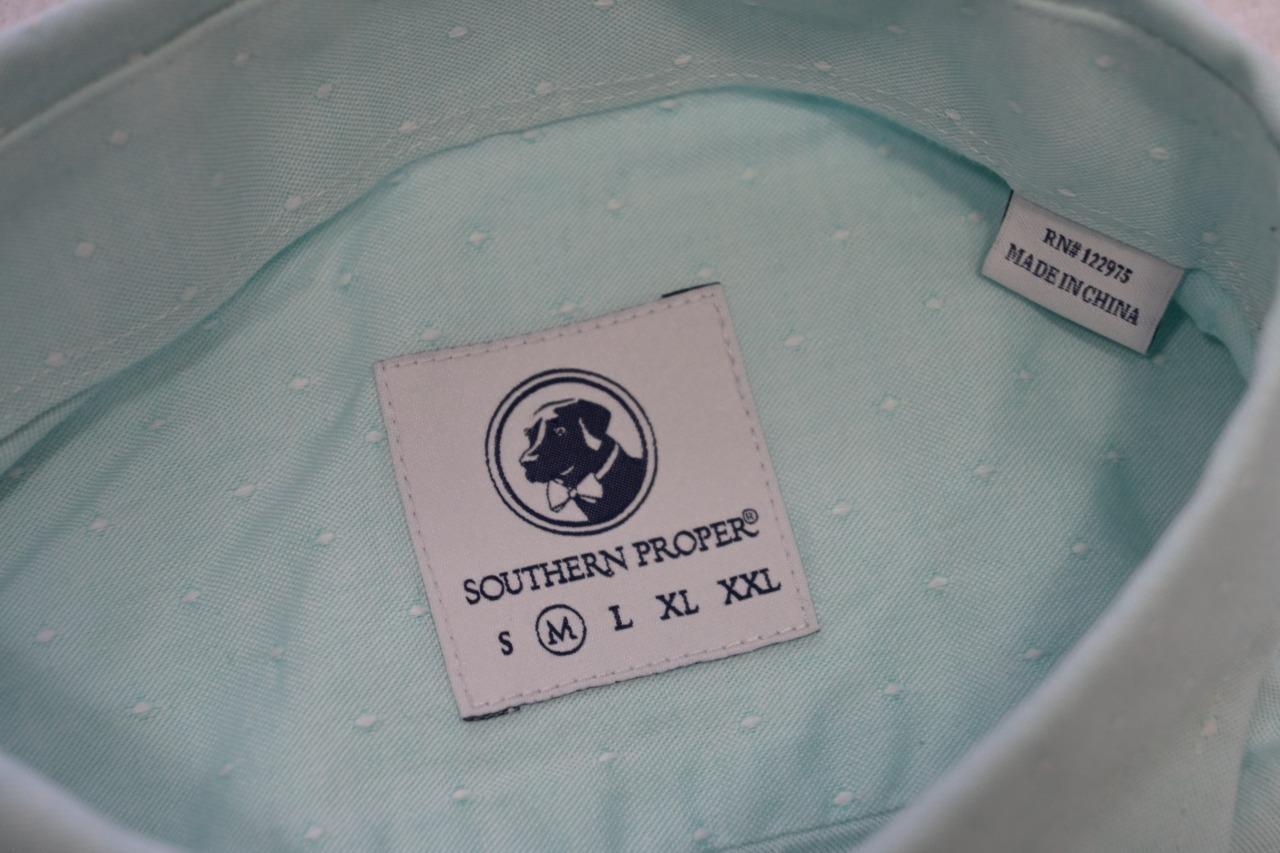 RN# 122975
MADE IN CHINA
SOUTHERN PROPER®
S M L XL XXL